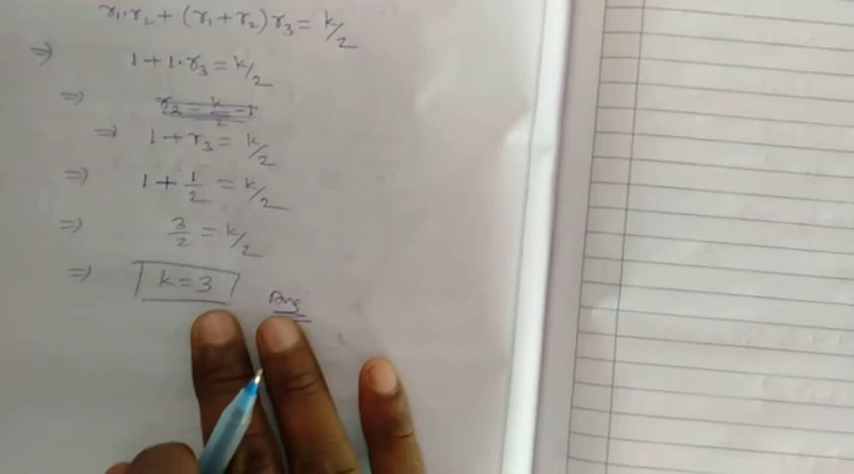 r₁.r₂ + (r₁+r₂) r₃ = k/2
⇒ 1+1.r₃ = k/2
⇒ r₃ = k/2 - 1
⇒ 1+r₃ = k/2
⇒ 1 + 1/2 = k/2
⇒ 3/2 = k/2
⇒ k=3 Ans